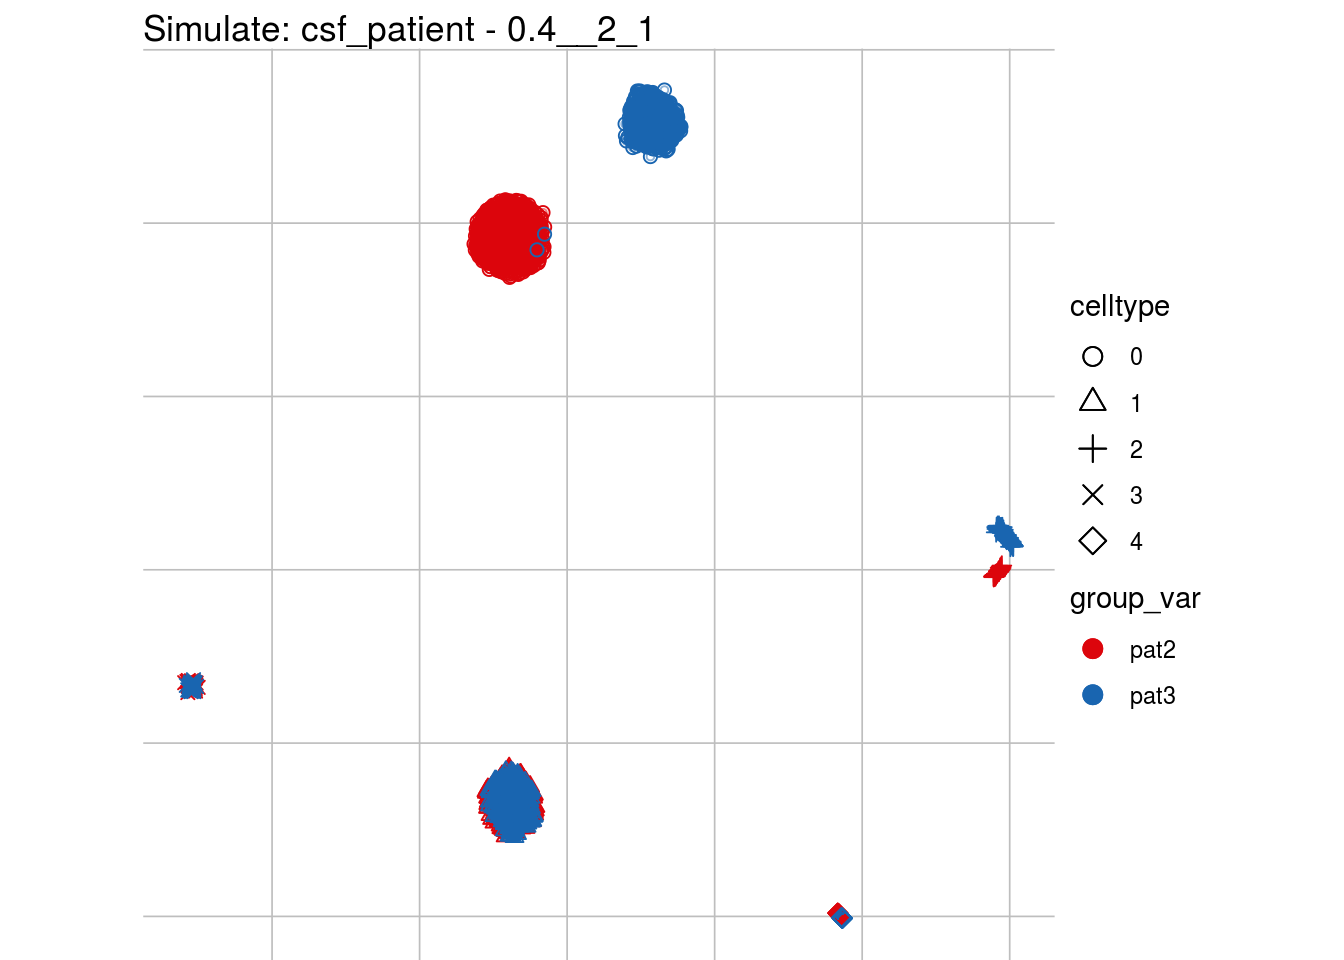 Simulate: csf_patient - 0.4__2_1
celltype
0
1
2
3
4
group_var
pat2
pat3